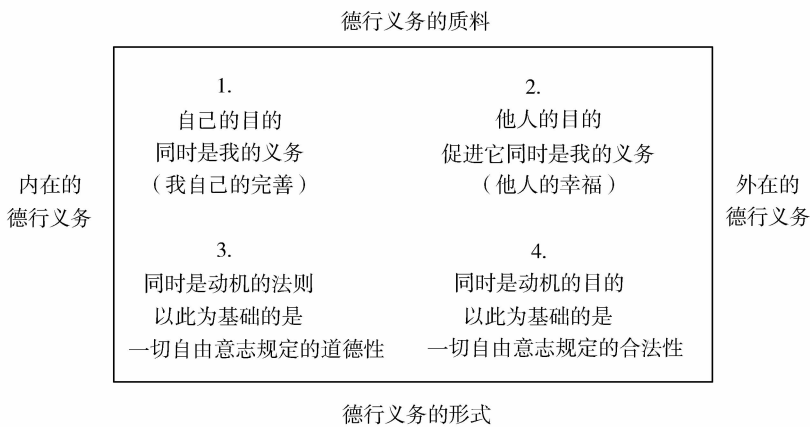 德行义务的质料
1.
自己的目的
同时是我的义务
（我自己的完善）
2.
他人的目的
促进它同时是我的义务
（他人的幸福）
内在的
德行义务
外在的
德行义务
3.
同时是动机的法则
以此为基础的是
一切自由意志规定的道德性
4.
同时是动机的目的
以此为基础的是
一切自由意志规定的合法性
德行义务的形式